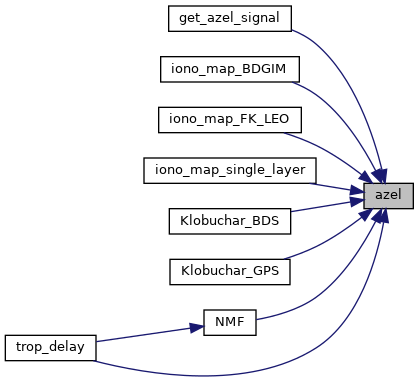 get_azel_signal
iono_map_BDGIM
iono_map_FK_LEO
iono_map_single_layer
azel
Klobuchar_BDS
Klobuchar_GPS
NMF
trop_delay